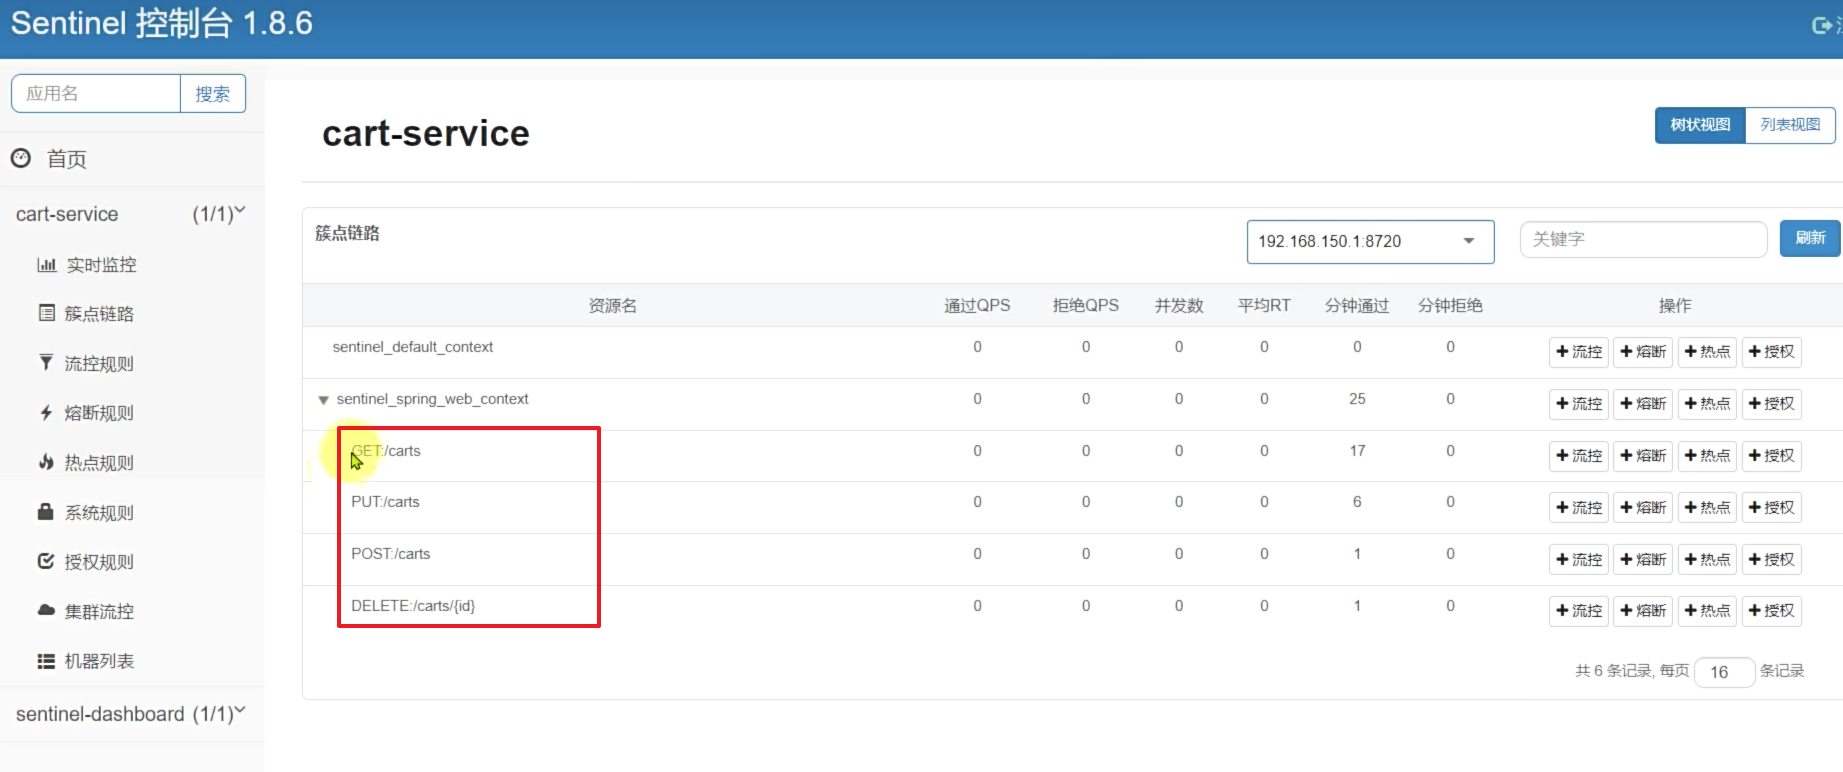 Sentinel 控制台 1.8.6
应用名 搜索
首页
cart-service (1/1)
实时监控
簇点链路
流控规则
熔断规则
热点规则
系统规则
授权规则
集群流控
机器列表
sentinel-dashboard (1/1)
cart-service
树状视图 列表视图
簇点链路 192.168.150.1:8720 关键字 刷新
资源名 通过QPS 拒绝QPS 并发数 平均RT 分钟通过 分钟拒绝 操作
sentinel_default_context 0 0 0 0 0 0 +流控 +熔断 +热点 +授权
sentinel_spring_web_context 0 0 0 0 25 0 +流控 +熔断 +热点 +授权
GET:/carts 0 0 0 0 17 0 +流控 +熔断 +热点 +授权
PUT:/carts 0 0 0 0 6 0 +流控 +熔断 +热点 +授权
POST:/carts 0 0 0 0 1 0 +流控 +熔断 +热点 +授权
DELETE:/carts/{id} 0 0 0 0 1 0 +流控 +熔断 +热点 +授权
共 6 条记录, 每页 16 条记录